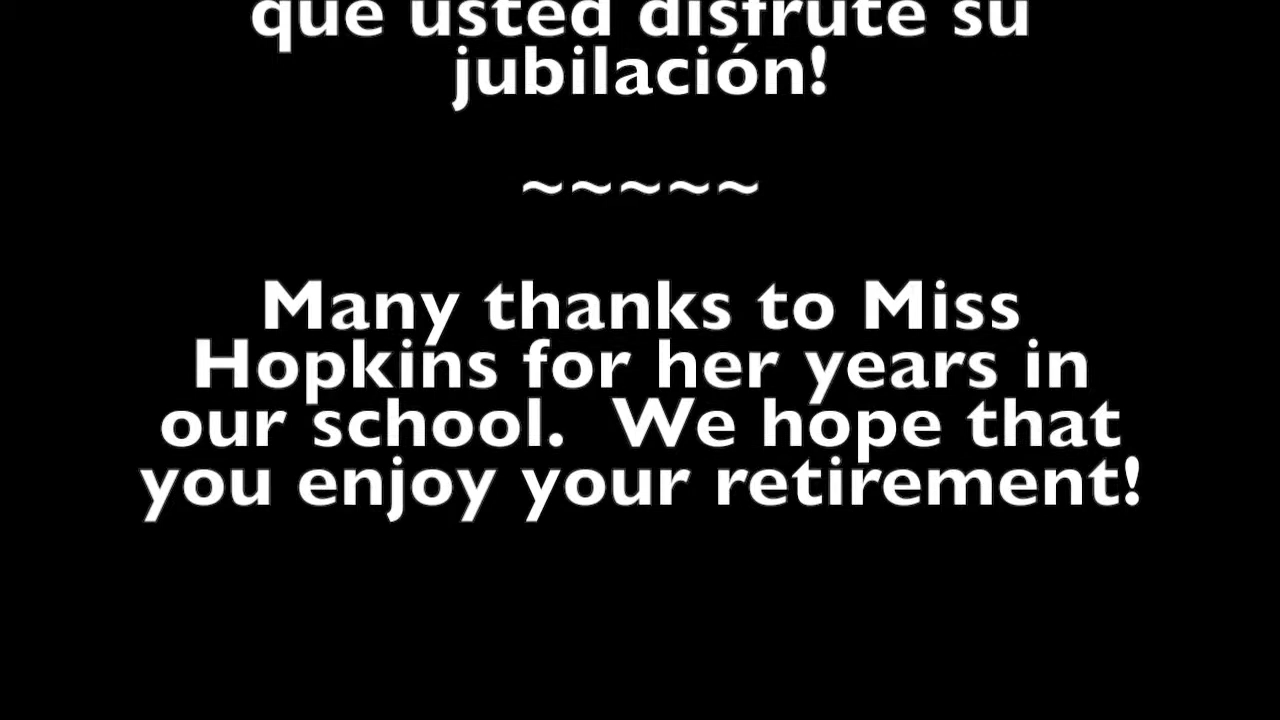 que usted disfrute su
jubilación!
~~~~~
Many thanks to Miss
Hopkins for her years in
our school.  We hope that
you enjoy your retirement!